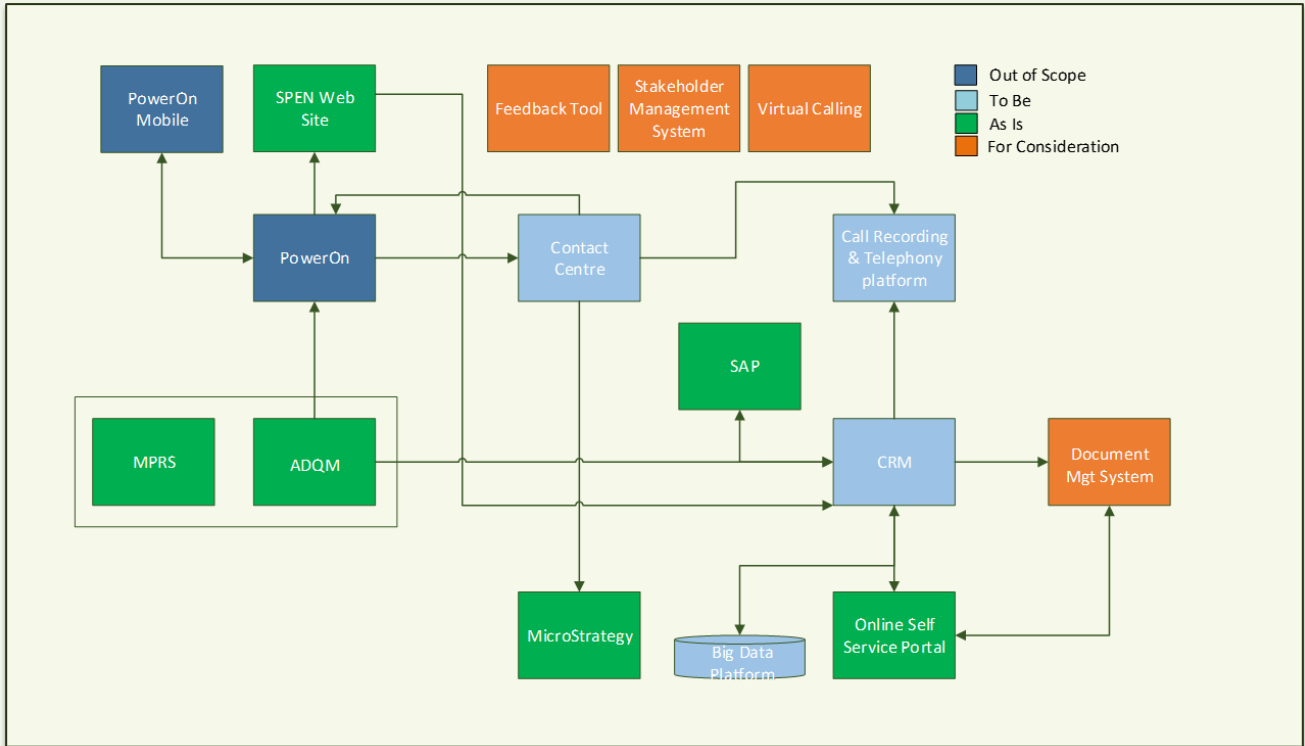 PowerOn
Mobile
SPEN Web
Site
Feedback Tool
Stakeholder
Management
System
Virtual Calling
Out of Scope
To Be
As Is
For Consideration
PowerOn
Contact
Centre
Call Recording
& Telephony
platform
SAP
MPRS
ADQM
CRM
Document
Mgt System
MicroStrategy
Big Data
Platform
Online Self
Service Portal